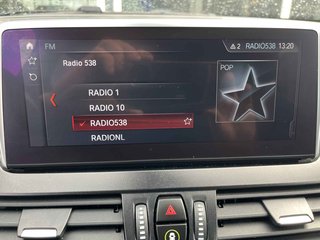 FM
2 RADIO538 13:20
Radio 538
POP
RADIO 1
RADIO 10
RADIO538
RADIONL